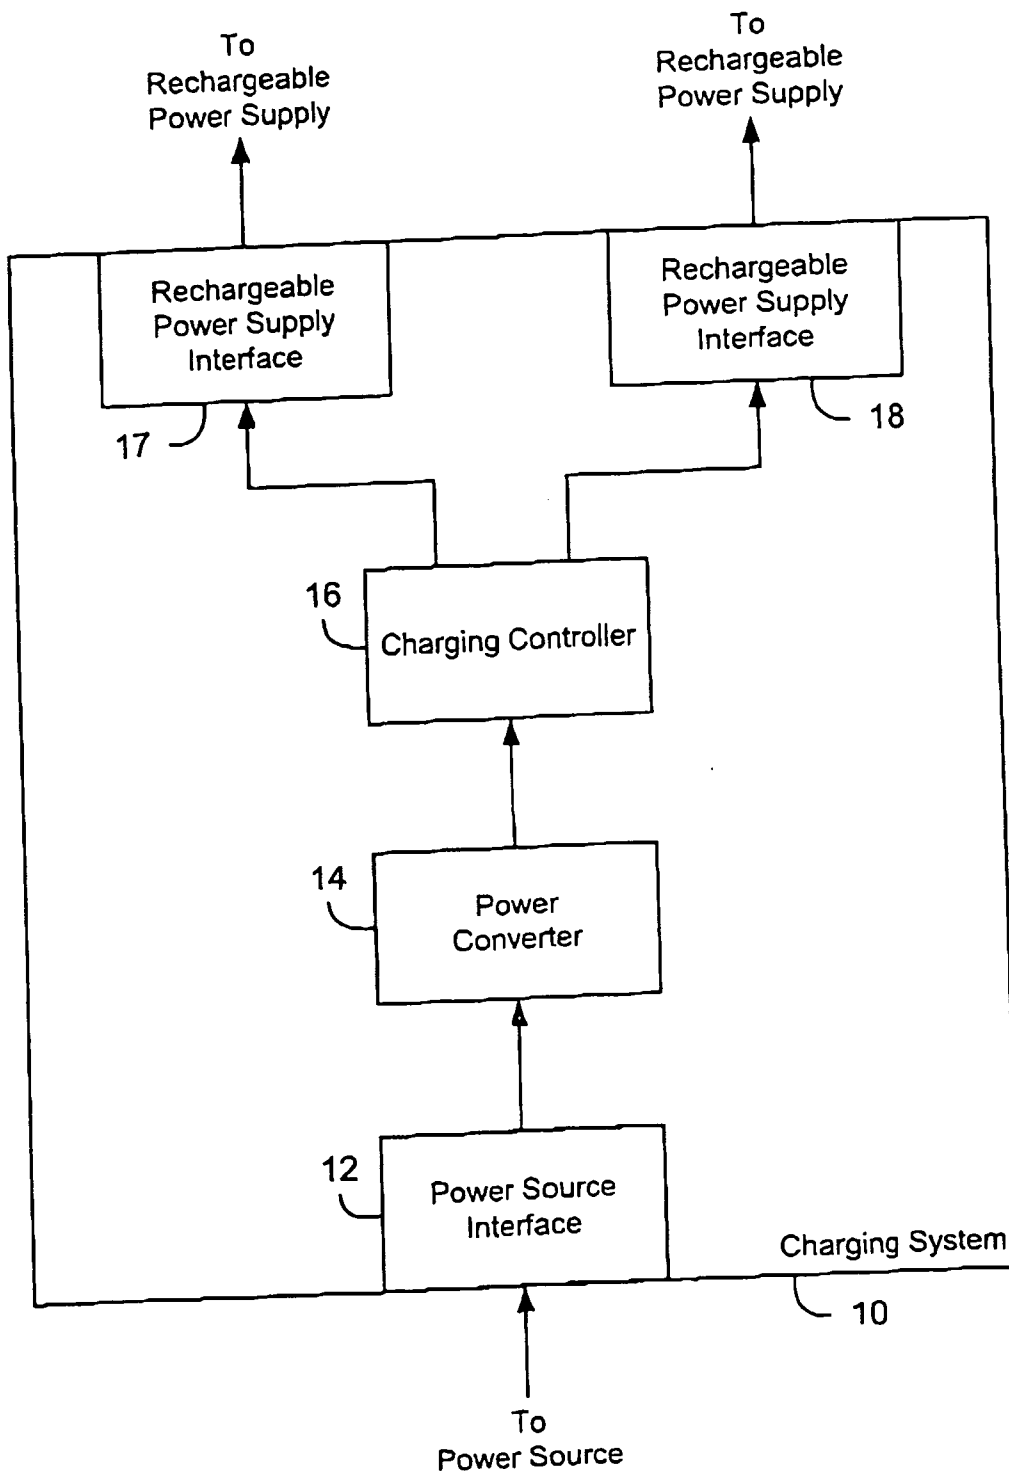 To
Rechargeable
Power Supply
To
Rechargeable
Power Supply
Rechargeable
Power Supply
Interface
Rechargeable
Power Supply
Interface
17
18
16
Charging Controller
14
Power
Converter
12
Power Source
Interface
Charging System
10
To
Power Source